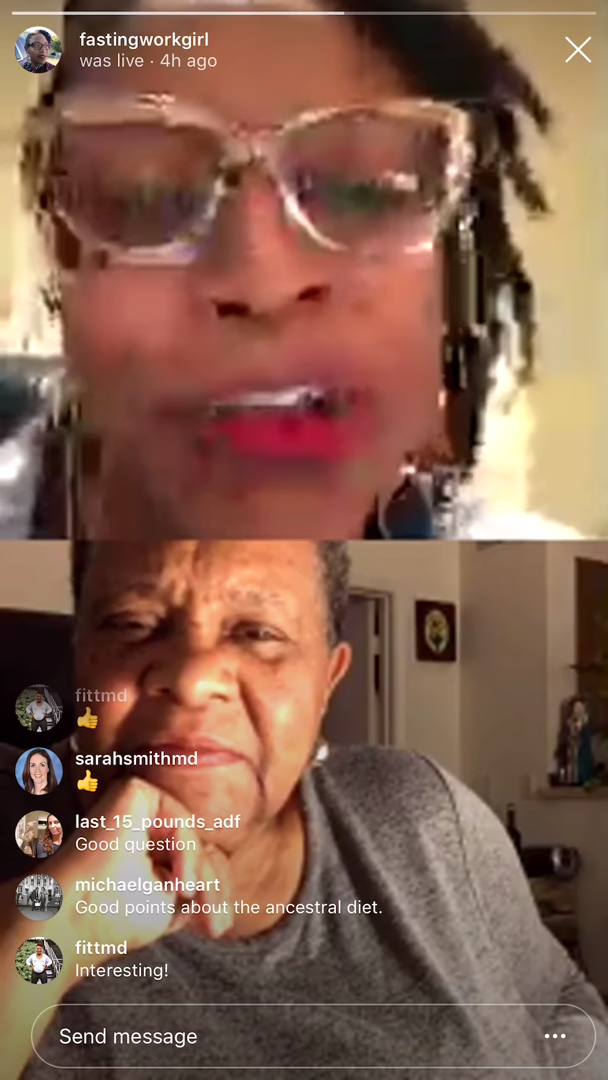 fastingworkgirl
was live · 4h ago
fittmd
👍
sarahsmithmd
👍
last_15_pounds_adf
Good question
michaelganheart
Good points about the ancestral diet.
fittmd
Interesting!
Send message